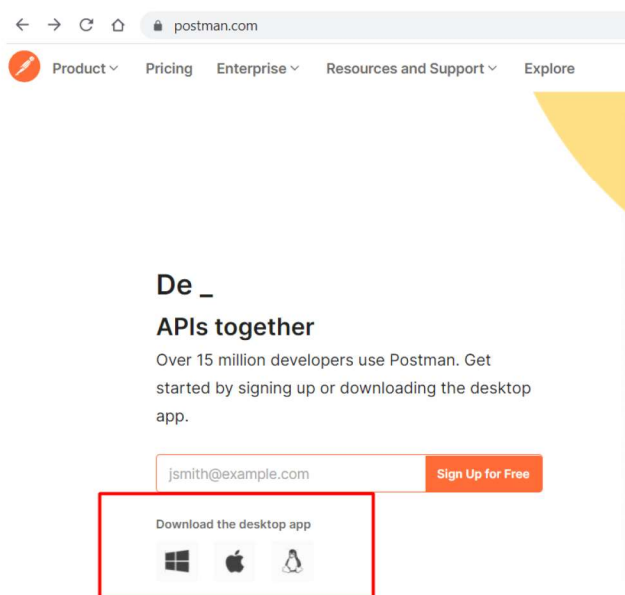 postman.com
Product Pricing Enterprise Resources and Support Explore
De _
APIs together
Over 15 million developers use Postman. Get
started by signing up or downloading the desktop
app.
jsmith@example.com Sign Up for Free
Download the desktop app